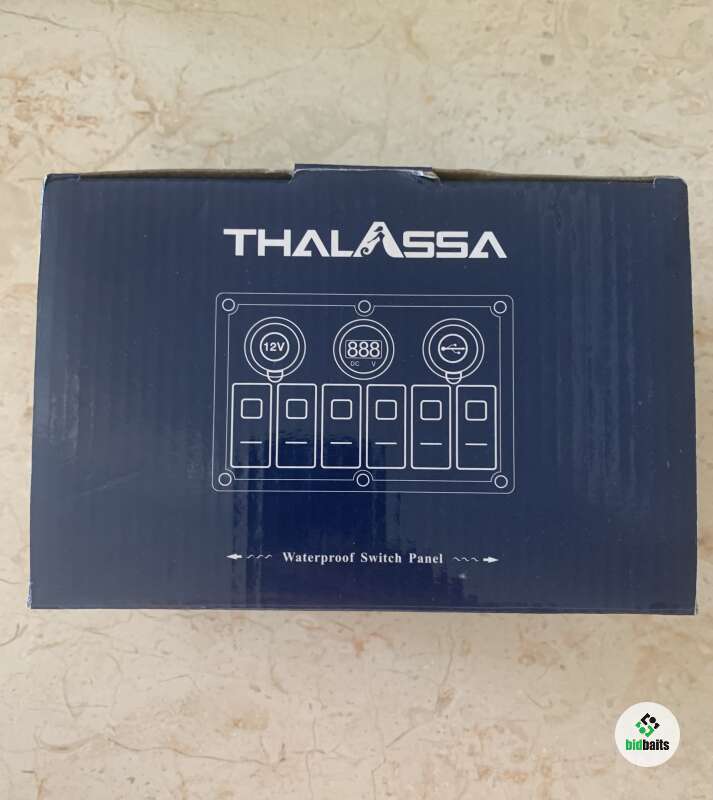 THALASSA
12V
888
DC V
Waterproof Switch Panel
bidbaits